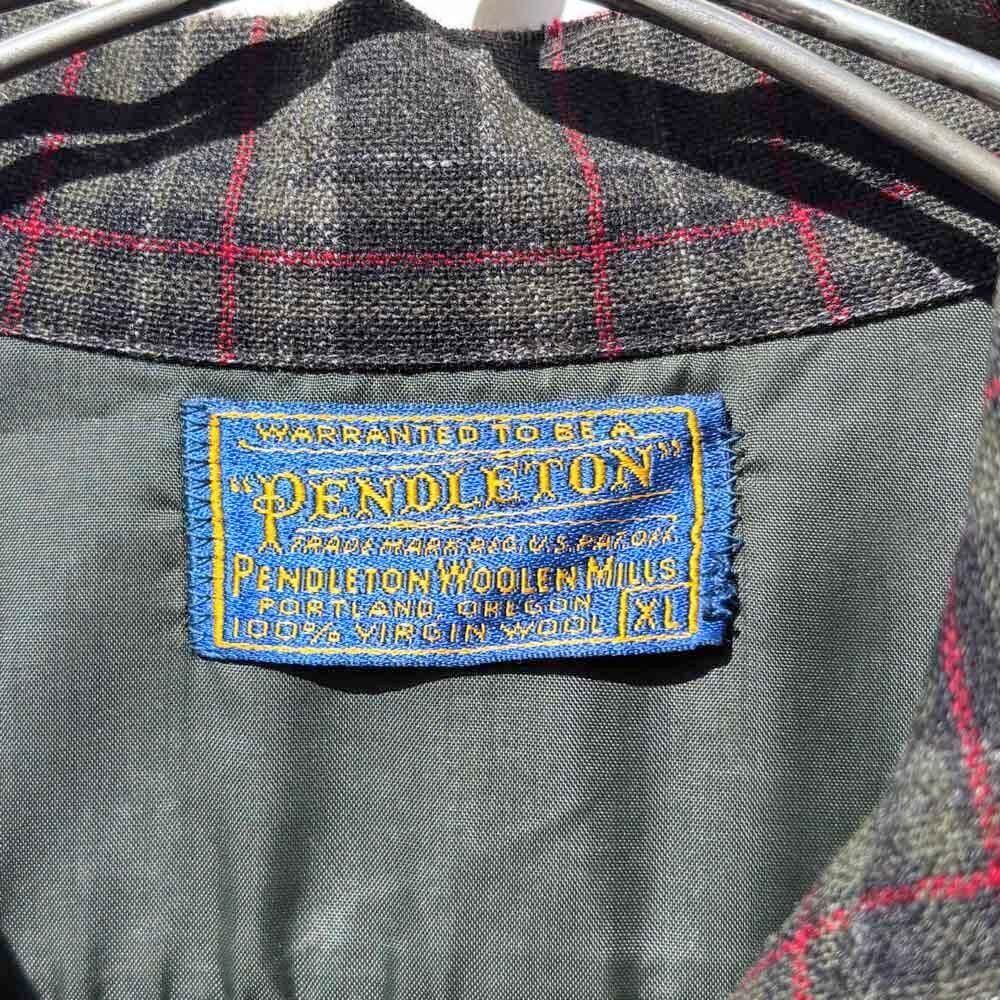 WARRANTED TO BE A
"PENDLETON"
TRADE MARK REG. U.S. PAT. OFF.
PENDLETON WOOLEN MILLS
PORTLAND, OREGON
100% VIRGIN WOOL XL